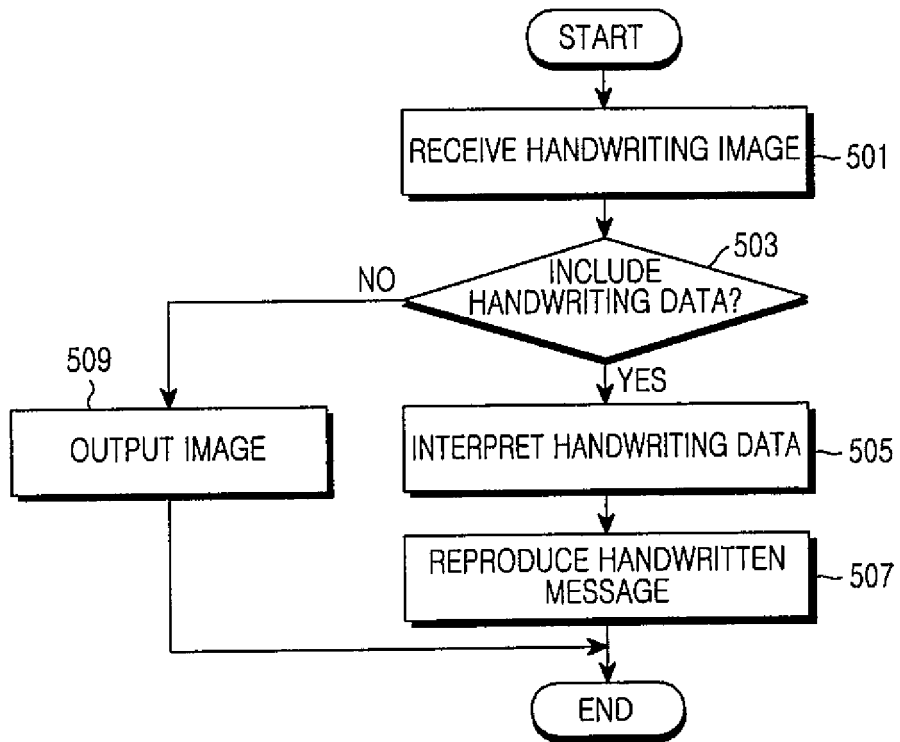 START
RECEIVE HANDWRITING IMAGE
501
503
INCLUDE
HANDWRITING DATA?
NO
YES
509
OUTPUT IMAGE
INTERPRET HANDWRITING DATA
505
REPRODUCE HANDWRITTEN
MESSAGE
507
END